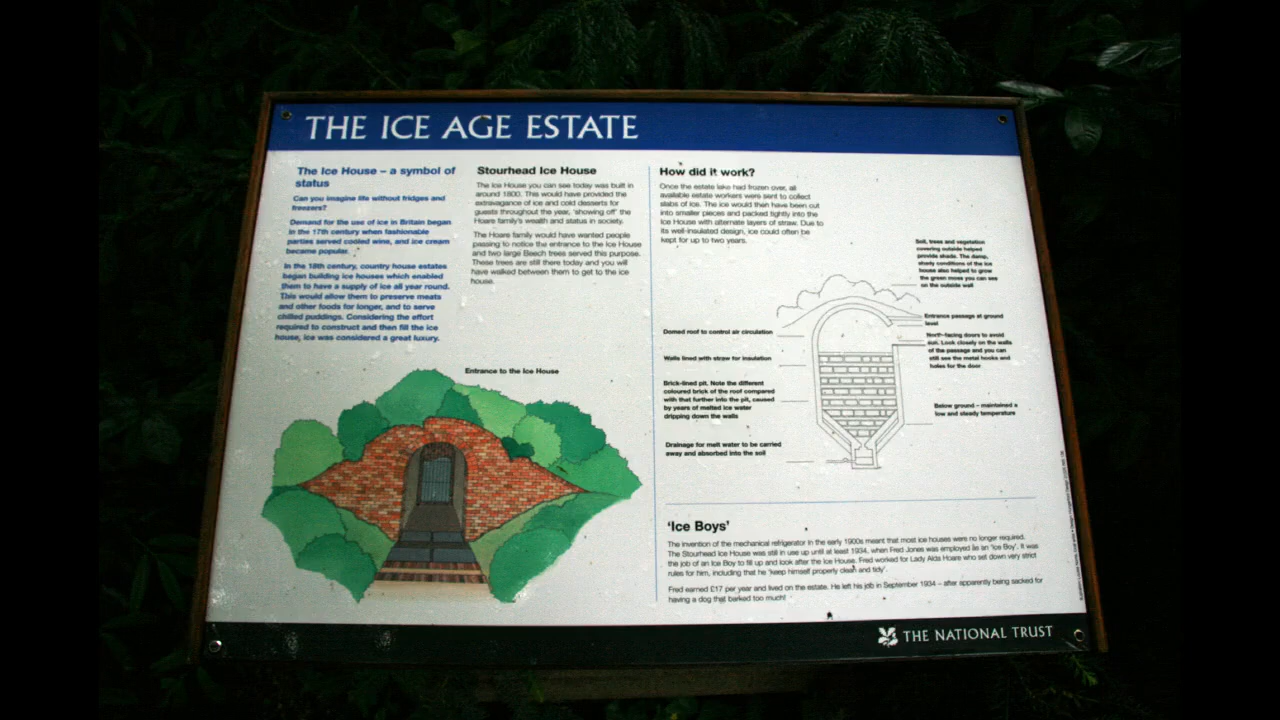 THE ICE AGE ESTATE
The Ice House – a symbol of
status
Can you imagine life without fridges and
freezers?
Demand for the use of ice in Britain began
in the 17th century when fashionable
parties served cooled wine, and ice cream
became popular.
In the 18th century, country house estates
began building ice houses which enabled
them to have a supply of ice all year round.
This would allow them to preserve meats
and other foods for longer, and to serve
chilled puddings. Considering the effort
required to construct and then fill the ice
house, ice was considered a great luxury.
Stourhead Ice House
The Ice House you can see today was built in
around 1800. This would have provided the
extravagance of ice and cold desserts for
guests throughout the year, 'showing off' the
Hoare family's wealth and status in society.
The Hoare family would have wanted people
passing to notice the entrance to the Ice House
and two large Beech trees served this purpose.
These trees are still there today and you will
have walked between them to get to the ice
house.
Entrance to the Ice House
How did it work?
Once the estate lake had frozen over, all
available estate workers were sent to collect
slabs of ice. The ice would then have been cut
into smaller pieces and packed tightly into the
Ice House with alternate layers of straw. Due to
its well-insulated design, ice could often be
kept for up to two years.
Domed roof to control air circulation
Walls lined with straw for insulation
Brick-lined pit. Note the different
coloured brick of the roof compared
with that further into the pit, caused
by years of melted ice water
dripping down the walls
Drainage for melt water to be carried
away and absorbed into the soil
Soil, trees and vegetation
covering outside helped
provide shade. The damp,
shady conditions of the ice
house also helped to grow
the green moss you can see
on the outside wall
Entrance passage at ground
level
North-facing doors to avoid
sun. Look closely on the walls
of the passage and you can
still see the metal hooks and
holes for the door
Below ground – maintained a
low and steady temperature
'Ice Boys'
The invention of the mechanical refrigerator in the early 1900s meant that most ice houses were no longer required.
The Stourhead Ice House was still in use up until at least 1934, when Fred Jones was employed as an 'Ice Boy'. It was
the job of an Ice Boy to fill up and look after the Ice House. Fred worked for Lady Alda Hoare who set down very strict
rules for him, including that he 'keep himself properly clean and tidy'.
Fred earned £17 per year and lived on the estate. He left his job in September 1934 – after apparently being sacked for
having a dog that barked too much!
THE NATIONAL TRUST